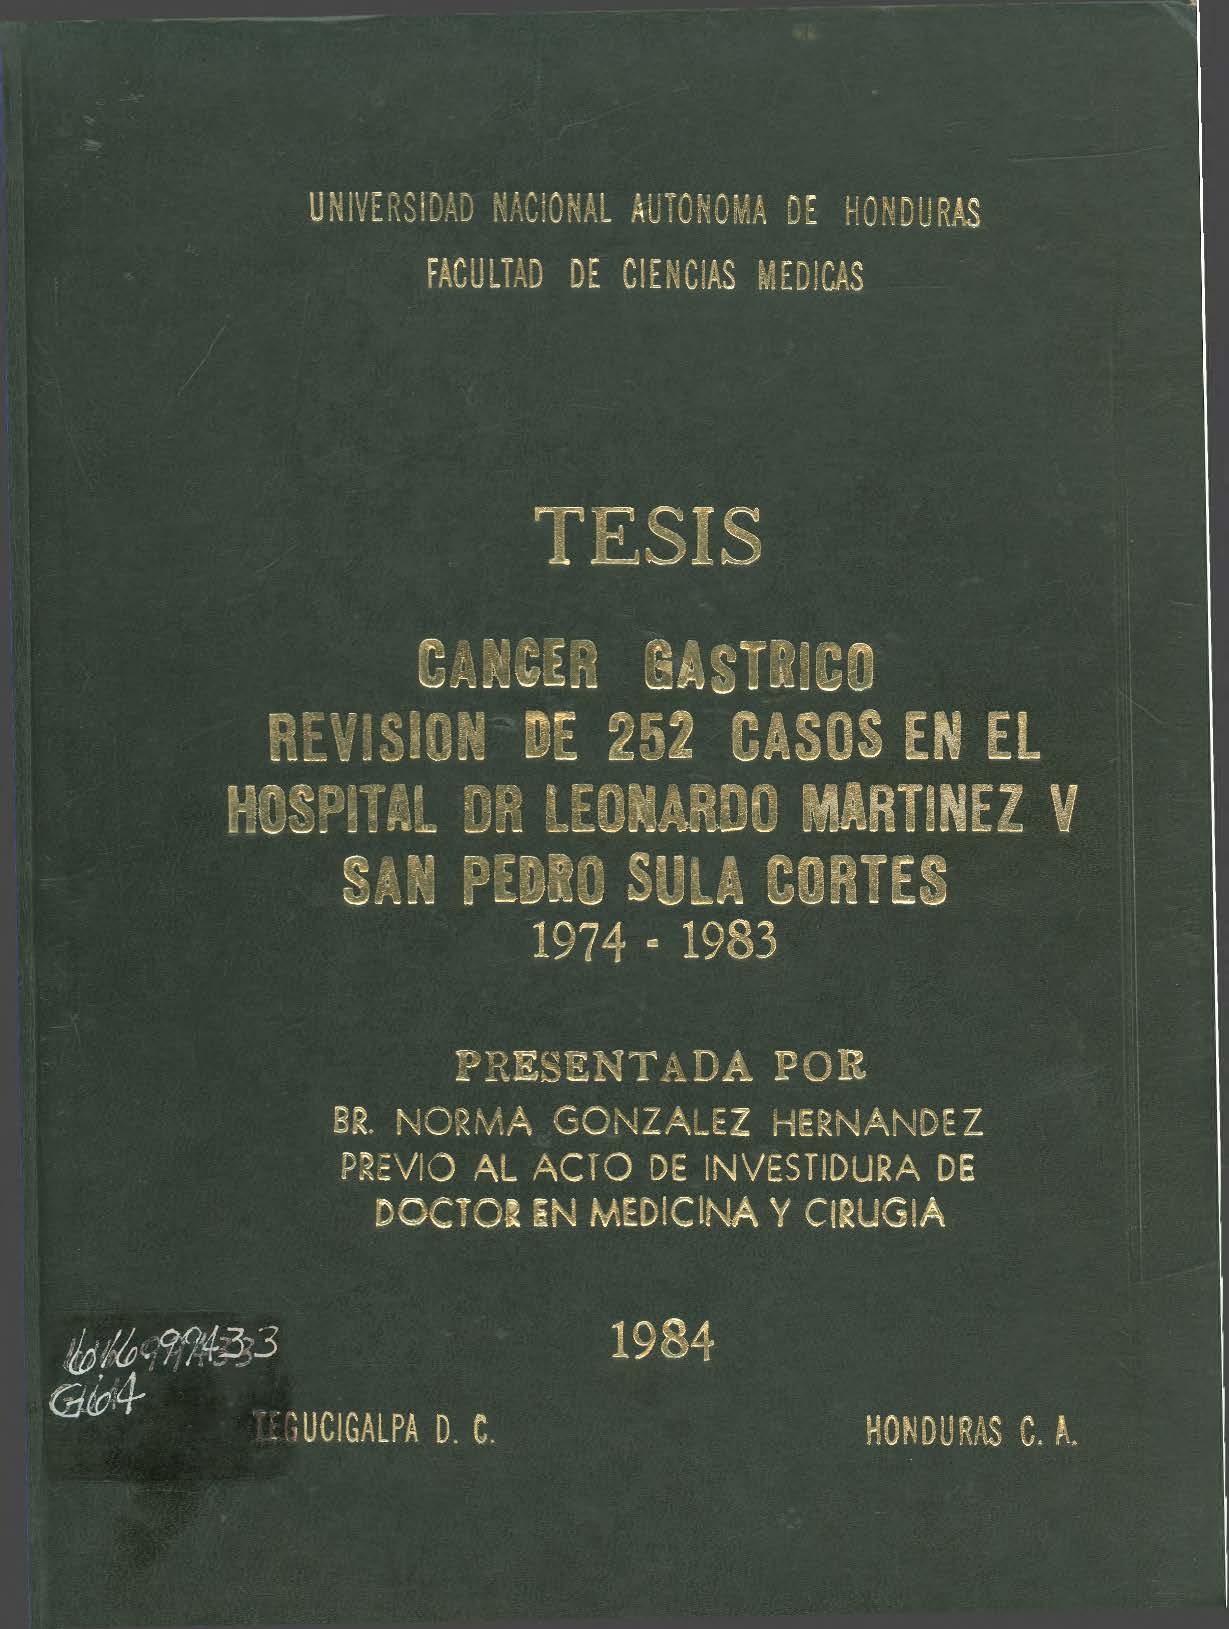 UNIVERSIDAD NACIONAL AUTONOMA DE HONDURAS
FACULTAD DE CIENCIAS MEDICAS
TESIS
CANCER GASTRICO
REVISION DE 252 CASOS EN EL
HOSPITAL DR LEONARDO MARTINEZ V
SAN PEDRO SULA CORTES
1974 - 1983
PRESENTADA POR
BR. NORMA GONZALEZ HERNANDEZ
PREVIO AL ACTO DE INVESTIDURA DE
DOCTOR EN MEDICINA Y CIRUGIA
1984
G64
TEGUCIGALPA D. C.
HONDURAS C. A.